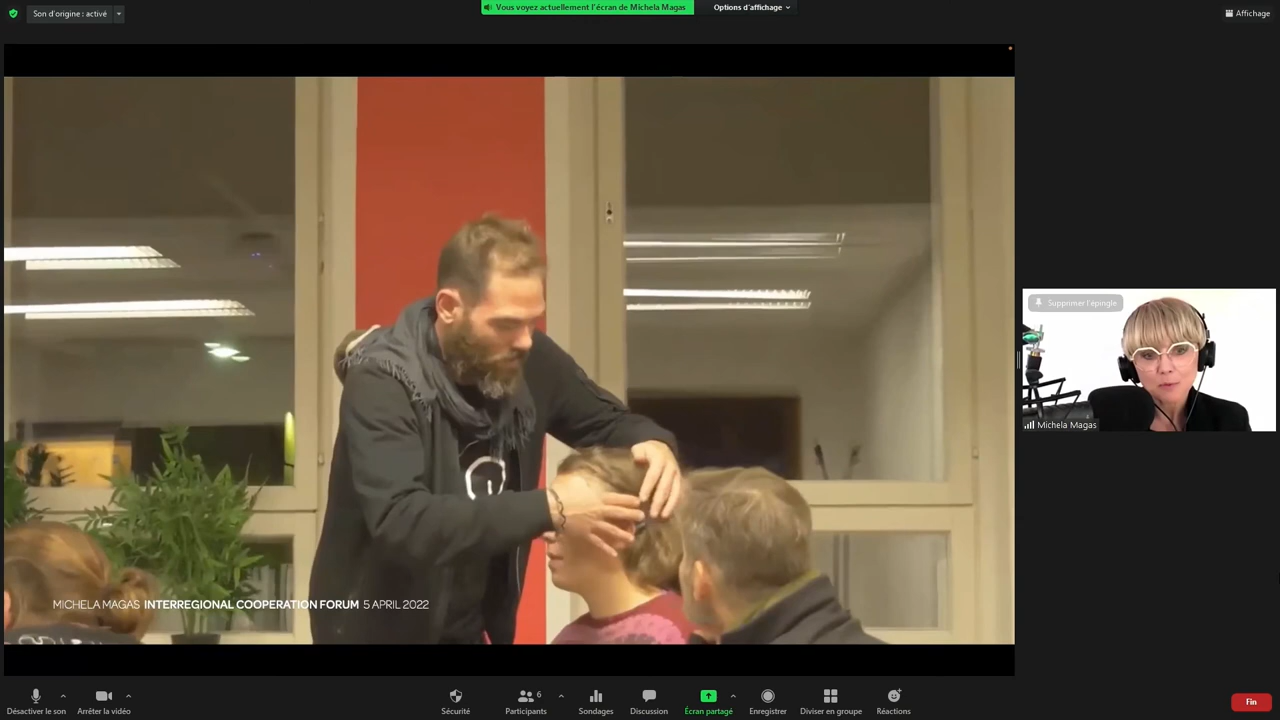 Son d'origine : activé
Vous voyez actuellement l'écran de Michela Magas
Options d'affichage
Affichage
Supprimer l'épingle
Michela Magas
MICHELA MAGAS INTERREGIONAL COOPERATION FORUM 5 APRIL 2022
Désactiver le son
Arrêter la vidéo
Sécurité
6
Participants
Sondages
Discussion
Écran partagé
Enregistrer
Diviser en groupe
Réactions
Fin